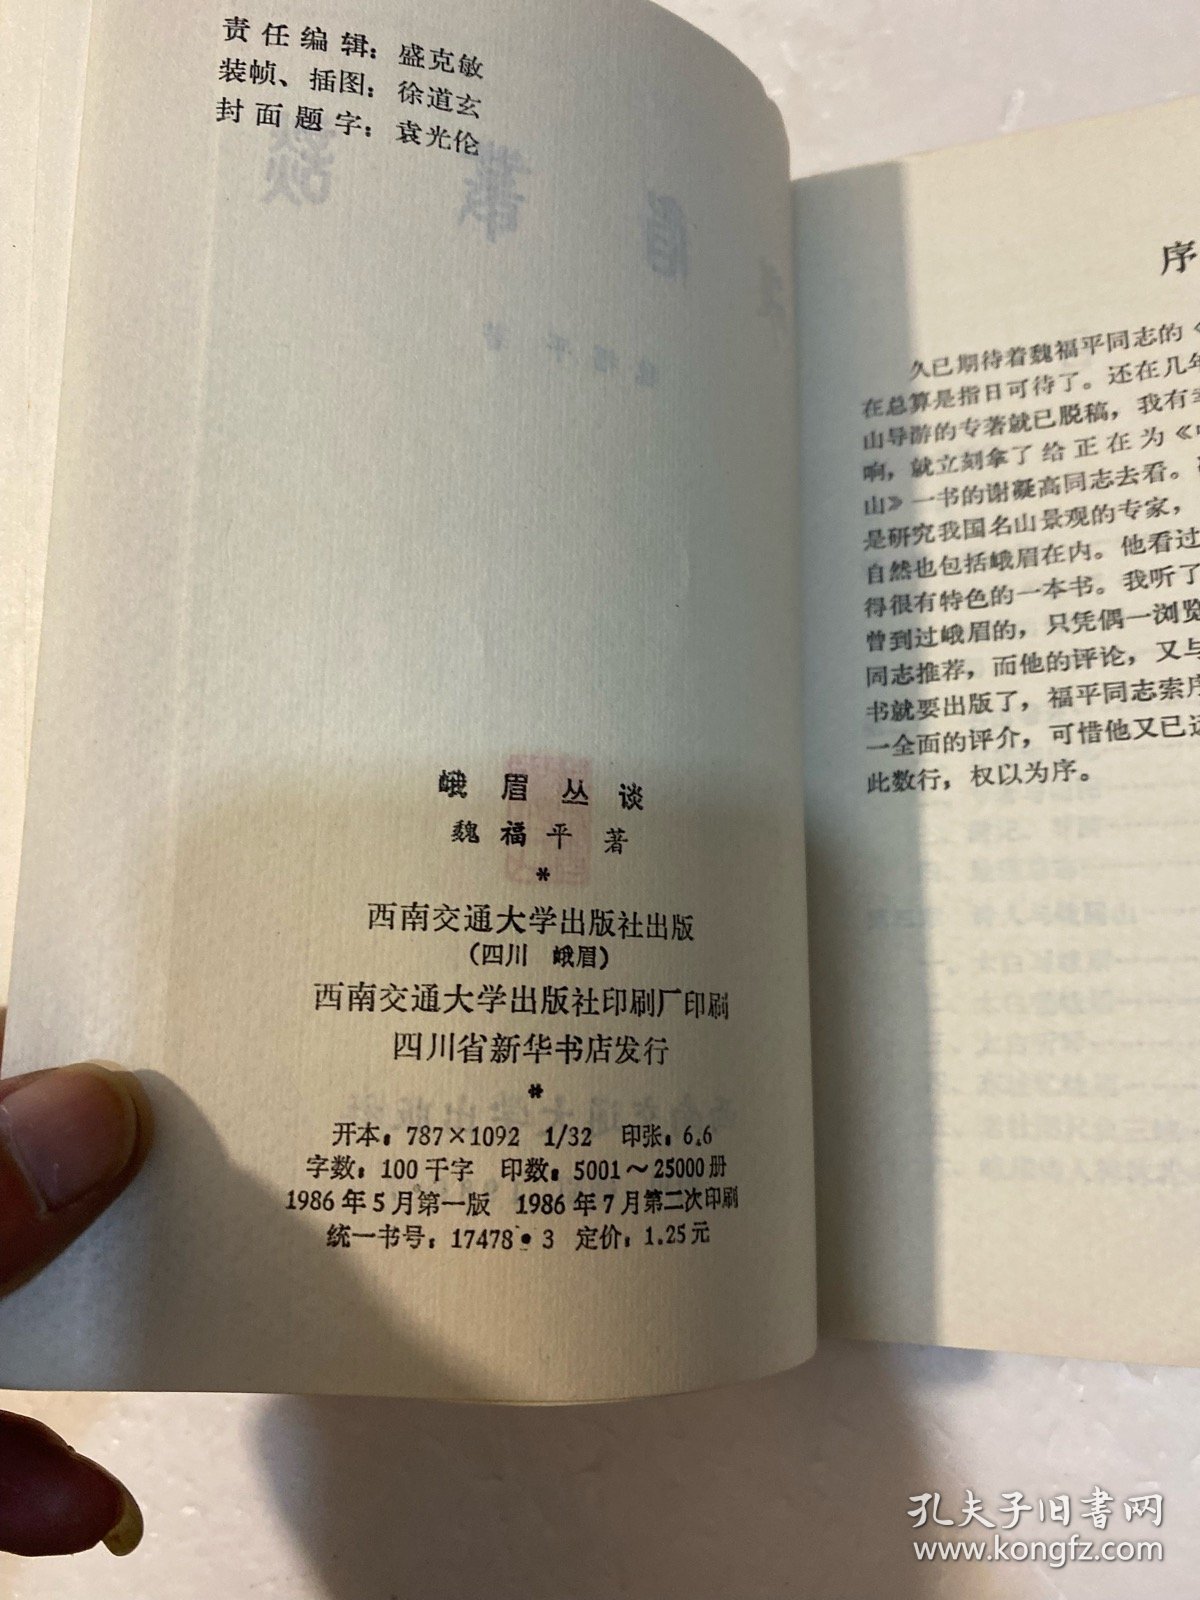 责任编辑：盛克敏
装帧、插图：徐道玄
封面题字：袁光伦
峨眉丛谈
魏福平著
*
西南交通大学出版社出版
（四川 峨眉）
西南交通大学出版社印刷厂印刷
四川省新华书店发行
*
开本：787×1092 1/32 印张：6.6
字数：100千字 印数：5001～25000册
1986年5月第一版 1986年7月第二次印刷
统一书号：17478·3 定价：1.25元
序
久已期待着魏福平同志的《
在总算是指日可待了。还在几年
山导游的专著就已脱稿，我有幸
响，就立刻拿了给正在为《中
山》一书的谢凝高同志去看。
是研究我国名山景观的专家，
自然也包括峨眉在内。他看过
得很有特色的一本书。我听了
曾到过峨眉的，只凭偶一浏览
同志推荐，而他的评论，又与
书就要出版了，福平同志索序
一全面的评介，可惜他又已远
此数行，权以为序。
孔夫子旧书网
www.kongfz.com